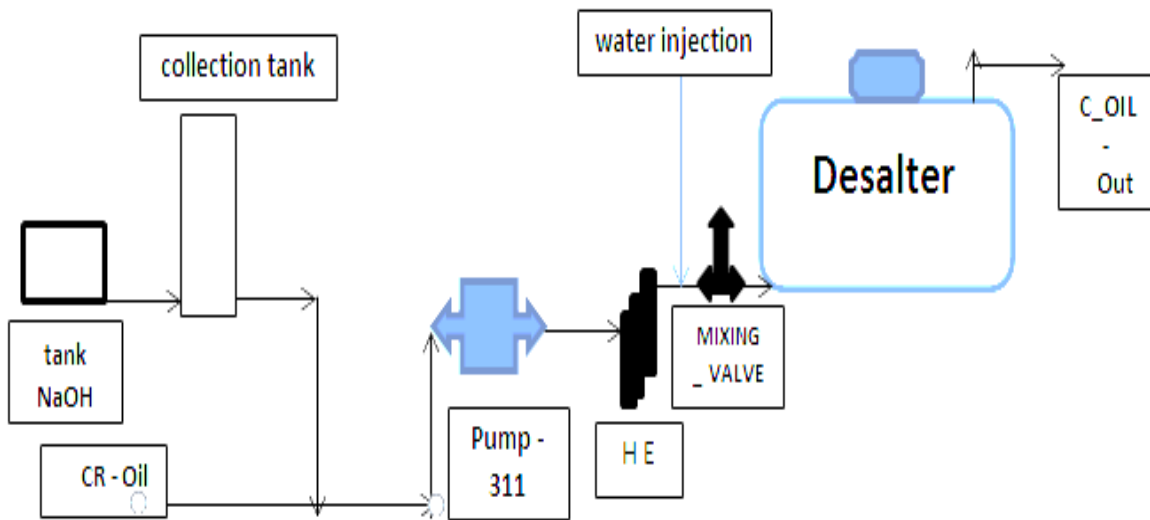 collection tank
water injection
Desalter
C_OIL
-
Out
tank
NaOH
MIXING
_ VALVE
CR - Oil
Pump -
311
H E